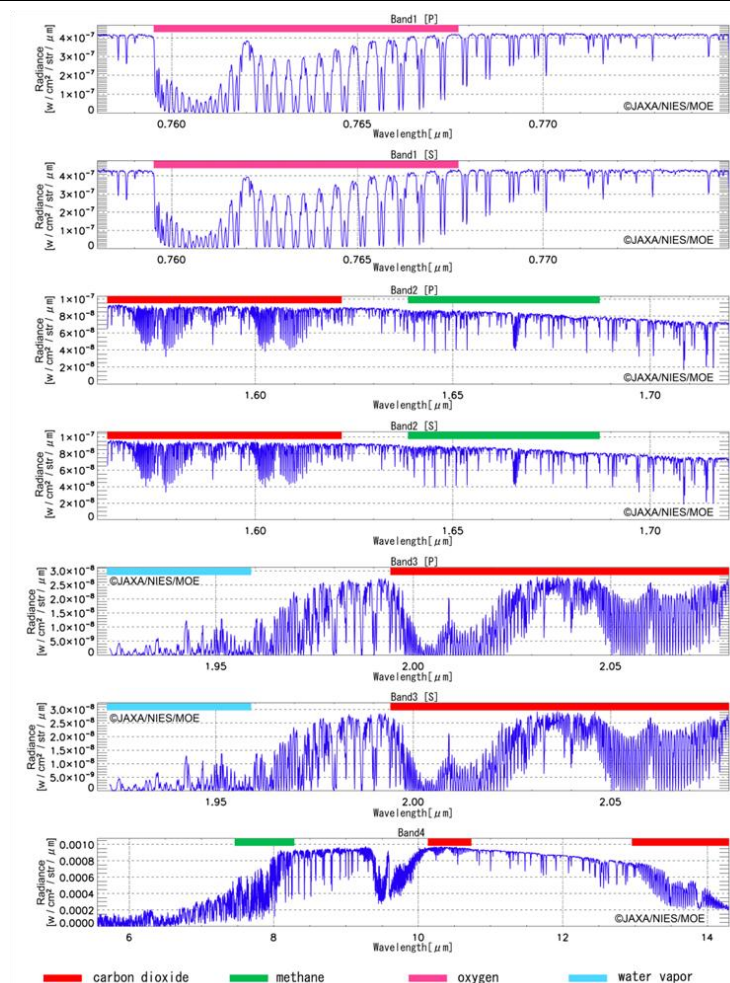 Band1 [P]
Radiance
[w / cm² / str / μm]
4×10⁻⁷
3×10⁻⁷
2×10⁻⁷
1×10⁻⁷
0
©JAXA/NIES/MOE
0.760 0.765 0.770
Wavelength[μm]
Band1 [S]
Radiance
[w / cm² / str / μm]
4×10⁻⁷
3×10⁻⁷
2×10⁻⁷
1×10⁻⁷
0
©JAXA/NIES/MOE
0.760 0.765 0.770
Wavelength[μm]
Band2 [P]
Radiance
[w / cm² / str / μm]
1×10⁻⁷
8×10⁻⁸
6×10⁻⁸
4×10⁻⁸
2×10⁻⁸
0
©JAXA/NIES/MOE
1.60 1.65 1.70
Wavelength[μm]
Band2 [S]
Radiance
[w / cm² / str / μm]
1×10⁻⁷
8×10⁻⁸
6×10⁻⁸
4×10⁻⁸
2×10⁻⁸
0
©JAXA/NIES/MOE
1.60 1.65 1.70
Wavelength[μm]
Band3 [P]
Radiance
[w / cm² / str / μm]
3.0×10⁻⁸
2.5×10⁻⁸
2.0×10⁻⁸
1.5×10⁻⁸
1.0×10⁻⁸
5.0×10⁻⁹
0
©JAXA/NIES/MOE
1.95 2.00 2.05
Wavelength[μm]
Band3 [S]
Radiance
[w / cm² / str / μm]
3.0×10⁻⁸
2.5×10⁻⁸
2.0×10⁻⁸
1.5×10⁻⁸
1.0×10⁻⁸
5.0×10⁻⁹
0
©JAXA/NIES/MOE
1.95 2.00 2.05
Wavelength[μm]
Band4
Radiance
[w / cm² / str / μm]
0.0010
0.0008
0.0006
0.0004
0.0002
0.0000
©JAXA/NIES/MOE
6 8 10 12 14
Wavelength[μm]
carbon dioxide methane oxygen water vapor